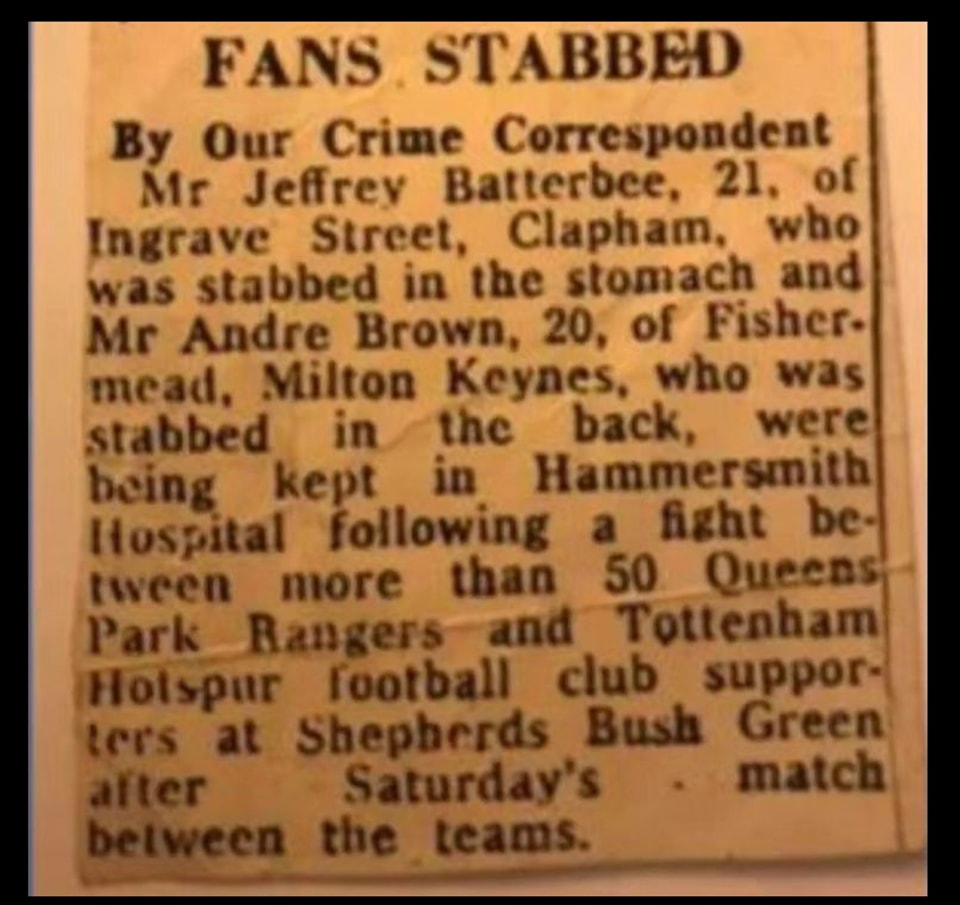 FANS STABBED
By Our Crime Correspondent
Mr Jeffrey Batterbee, 21, of
Ingrave Street, Clapham, who
was stabbed in the stomach and
Mr Andre Brown, 20, of Fisher-
mead, Milton Keynes, who was
stabbed in the back, were
being kept in Hammersmith
Hospital following a fight be-
tween more than 50 Queens
Park Rangers and Tottenham
Hotspur football club suppor-
ters at Shepherds Bush Green
after Saturday's match
between the teams.